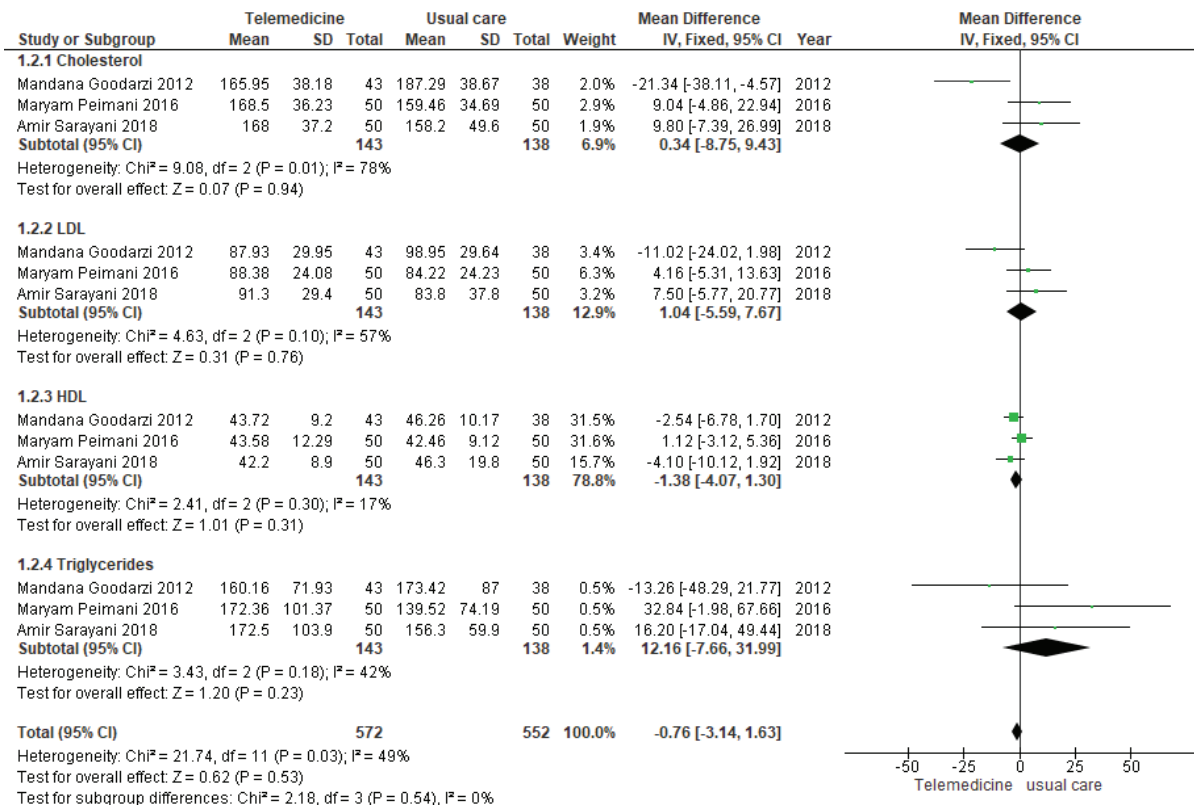 Telemedicine Usual care Mean Difference Mean Difference
Study or Subgroup Mean SD Total Mean SD Total Weight IV, Fixed, 95% CI Year IV, Fixed, 95% CI
1.2.1 Cholesterol
Mandana Goodarzi 2012 165.95 38.18 43 187.29 38.67 38 2.0% -21.34 [-38.11, -4.57] 2012
Maryam Peimani 2016 168.5 36.23 50 159.46 34.69 50 2.9% 9.04 [-4.86, 22.94] 2016
Amir Sarayani 2018 168 37.2 50 158.2 49.6 50 1.9% 9.80 [-7.39, 26.99] 2018
Subtotal (95% CI) 143 138 6.9% 0.34 [-8.75, 9.43]
Heterogeneity: Chi² = 9.08, df = 2 (P = 0.01); I² = 78%
Test for overall effect: Z = 0.07 (P = 0.94)
1.2.2 LDL
Mandana Goodarzi 2012 87.93 29.95 43 98.95 29.64 38 3.4% -11.02 [-24.02, 1.98] 2012
Maryam Peimani 2016 88.38 24.08 50 84.22 24.23 50 6.3% 4.16 [-5.31, 13.63] 2016
Amir Sarayani 2018 91.3 29.4 50 83.8 37.8 50 3.2% 7.50 [-5.77, 20.77] 2018
Subtotal (95% CI) 143 138 12.9% 1.04 [-5.59, 7.67]
Heterogeneity: Chi² = 4.63, df = 2 (P = 0.10); I² = 57%
Test for overall effect: Z = 0.31 (P = 0.76)
1.2.3 HDL
Mandana Goodarzi 2012 43.72 9.2 43 46.26 10.17 38 31.5% -2.54 [-6.78, 1.70] 2012
Maryam Peimani 2016 43.58 12.29 50 42.46 9.12 50 31.6% 1.12 [-3.12, 5.36] 2016
Amir Sarayani 2018 42.2 8.9 50 46.3 19.8 50 15.7% -4.10 [-10.12, 1.92] 2018
Subtotal (95% CI) 143 138 78.8% -1.38 [-4.07, 1.30]
Heterogeneity: Chi² = 2.41, df = 2 (P = 0.30); I² = 17%
Test for overall effect: Z = 1.01 (P = 0.31)
1.2.4 Triglycerides
Mandana Goodarzi 2012 160.16 71.93 43 173.42 87 38 0.5% -13.26 [-48.29, 21.77] 2012
Maryam Peimani 2016 172.36 101.37 50 139.52 74.19 50 0.5% 32.84 [-1.98, 67.66] 2016
Amir Sarayani 2018 172.5 103.9 50 156.3 59.9 50 0.5% 16.20 [-17.04, 49.44] 2018
Subtotal (95% CI) 143 138 1.4% 12.16 [-7.66, 31.99]
Heterogeneity: Chi² = 3.43, df = 2 (P = 0.18); I² = 42%
Test for overall effect: Z = 1.20 (P = 0.23)
Total (95% CI) 572 552 100.0% -0.76 [-3.14, 1.63]
Heterogeneity: Chi² = 21.74, df = 11 (P = 0.03); I² = 49%
Test for overall effect: Z = 0.62 (P = 0.53)
Test for subgroup differences: Chi² = 2.18, df = 3 (P = 0.54), I² = 0%
-50 -25 0 25 50
Telemedicine usual care